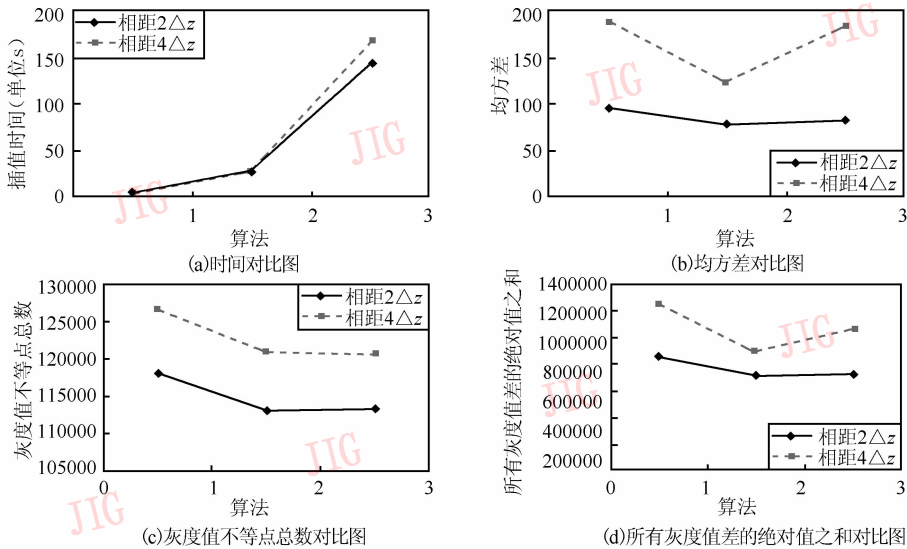 200
150
100
50
0
插值时间(单位s)
相距2△z
相距4△z
1
2
3
算法
(a)时间对比图
200
150
100
50
0
均方差
相距2△z
相距4△z
1
2
3
算法
(b)均方差对比图
130000
125000
120000
115000
110000
105000
灰度值不等点总数
相距2△z
相距4△z
0
1
2
3
算法
(c)灰度值不等点总数对比图
1400000
1200000
1000000
800000
600000
400000
200000
所有灰度值差的绝对值之和
相距2△z
相距4△z
0
1
2
3
算法
(d)所有灰度值差的绝对值之和对比图
JIG
JIG
JIG
JIG
JIG
JIG
JIG
JIG